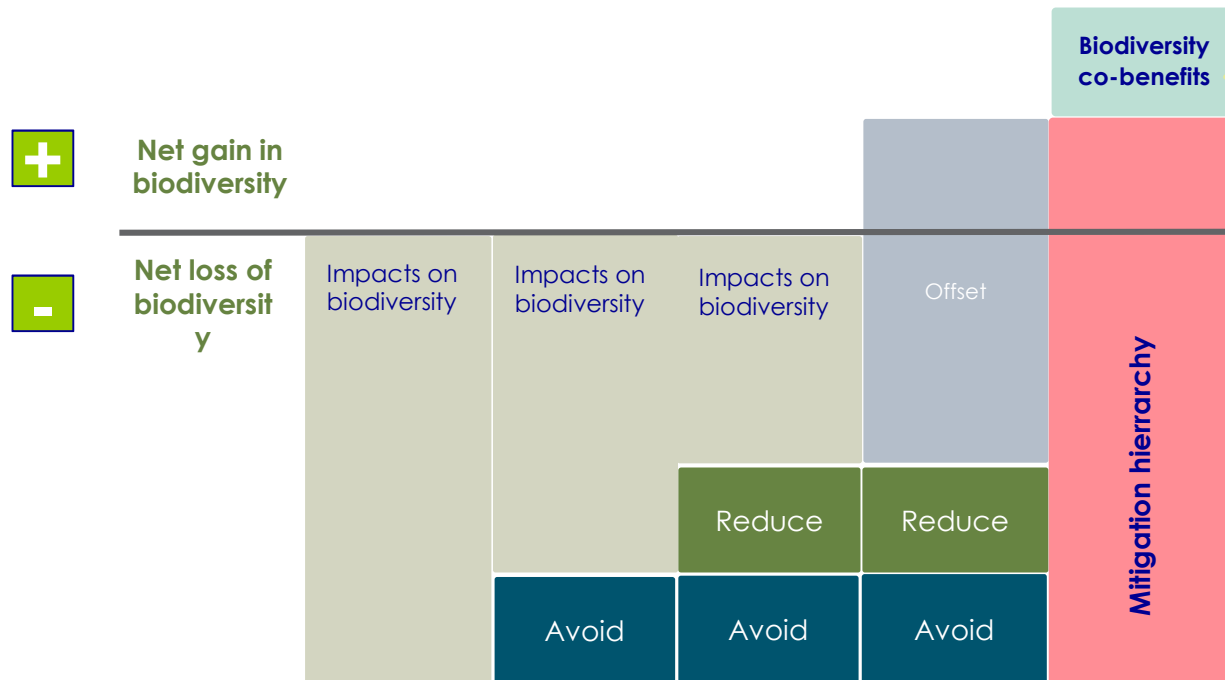 Biodiversity
co-benefits
+
Net gain in
biodiversity
-
Net loss of
biodiversit
y
Impacts on
biodiversity
Impacts on
biodiversity
Impacts on
biodiversity
Offset
Mitigation hierrarchy
Reduce
Reduce
Avoid
Avoid
Avoid